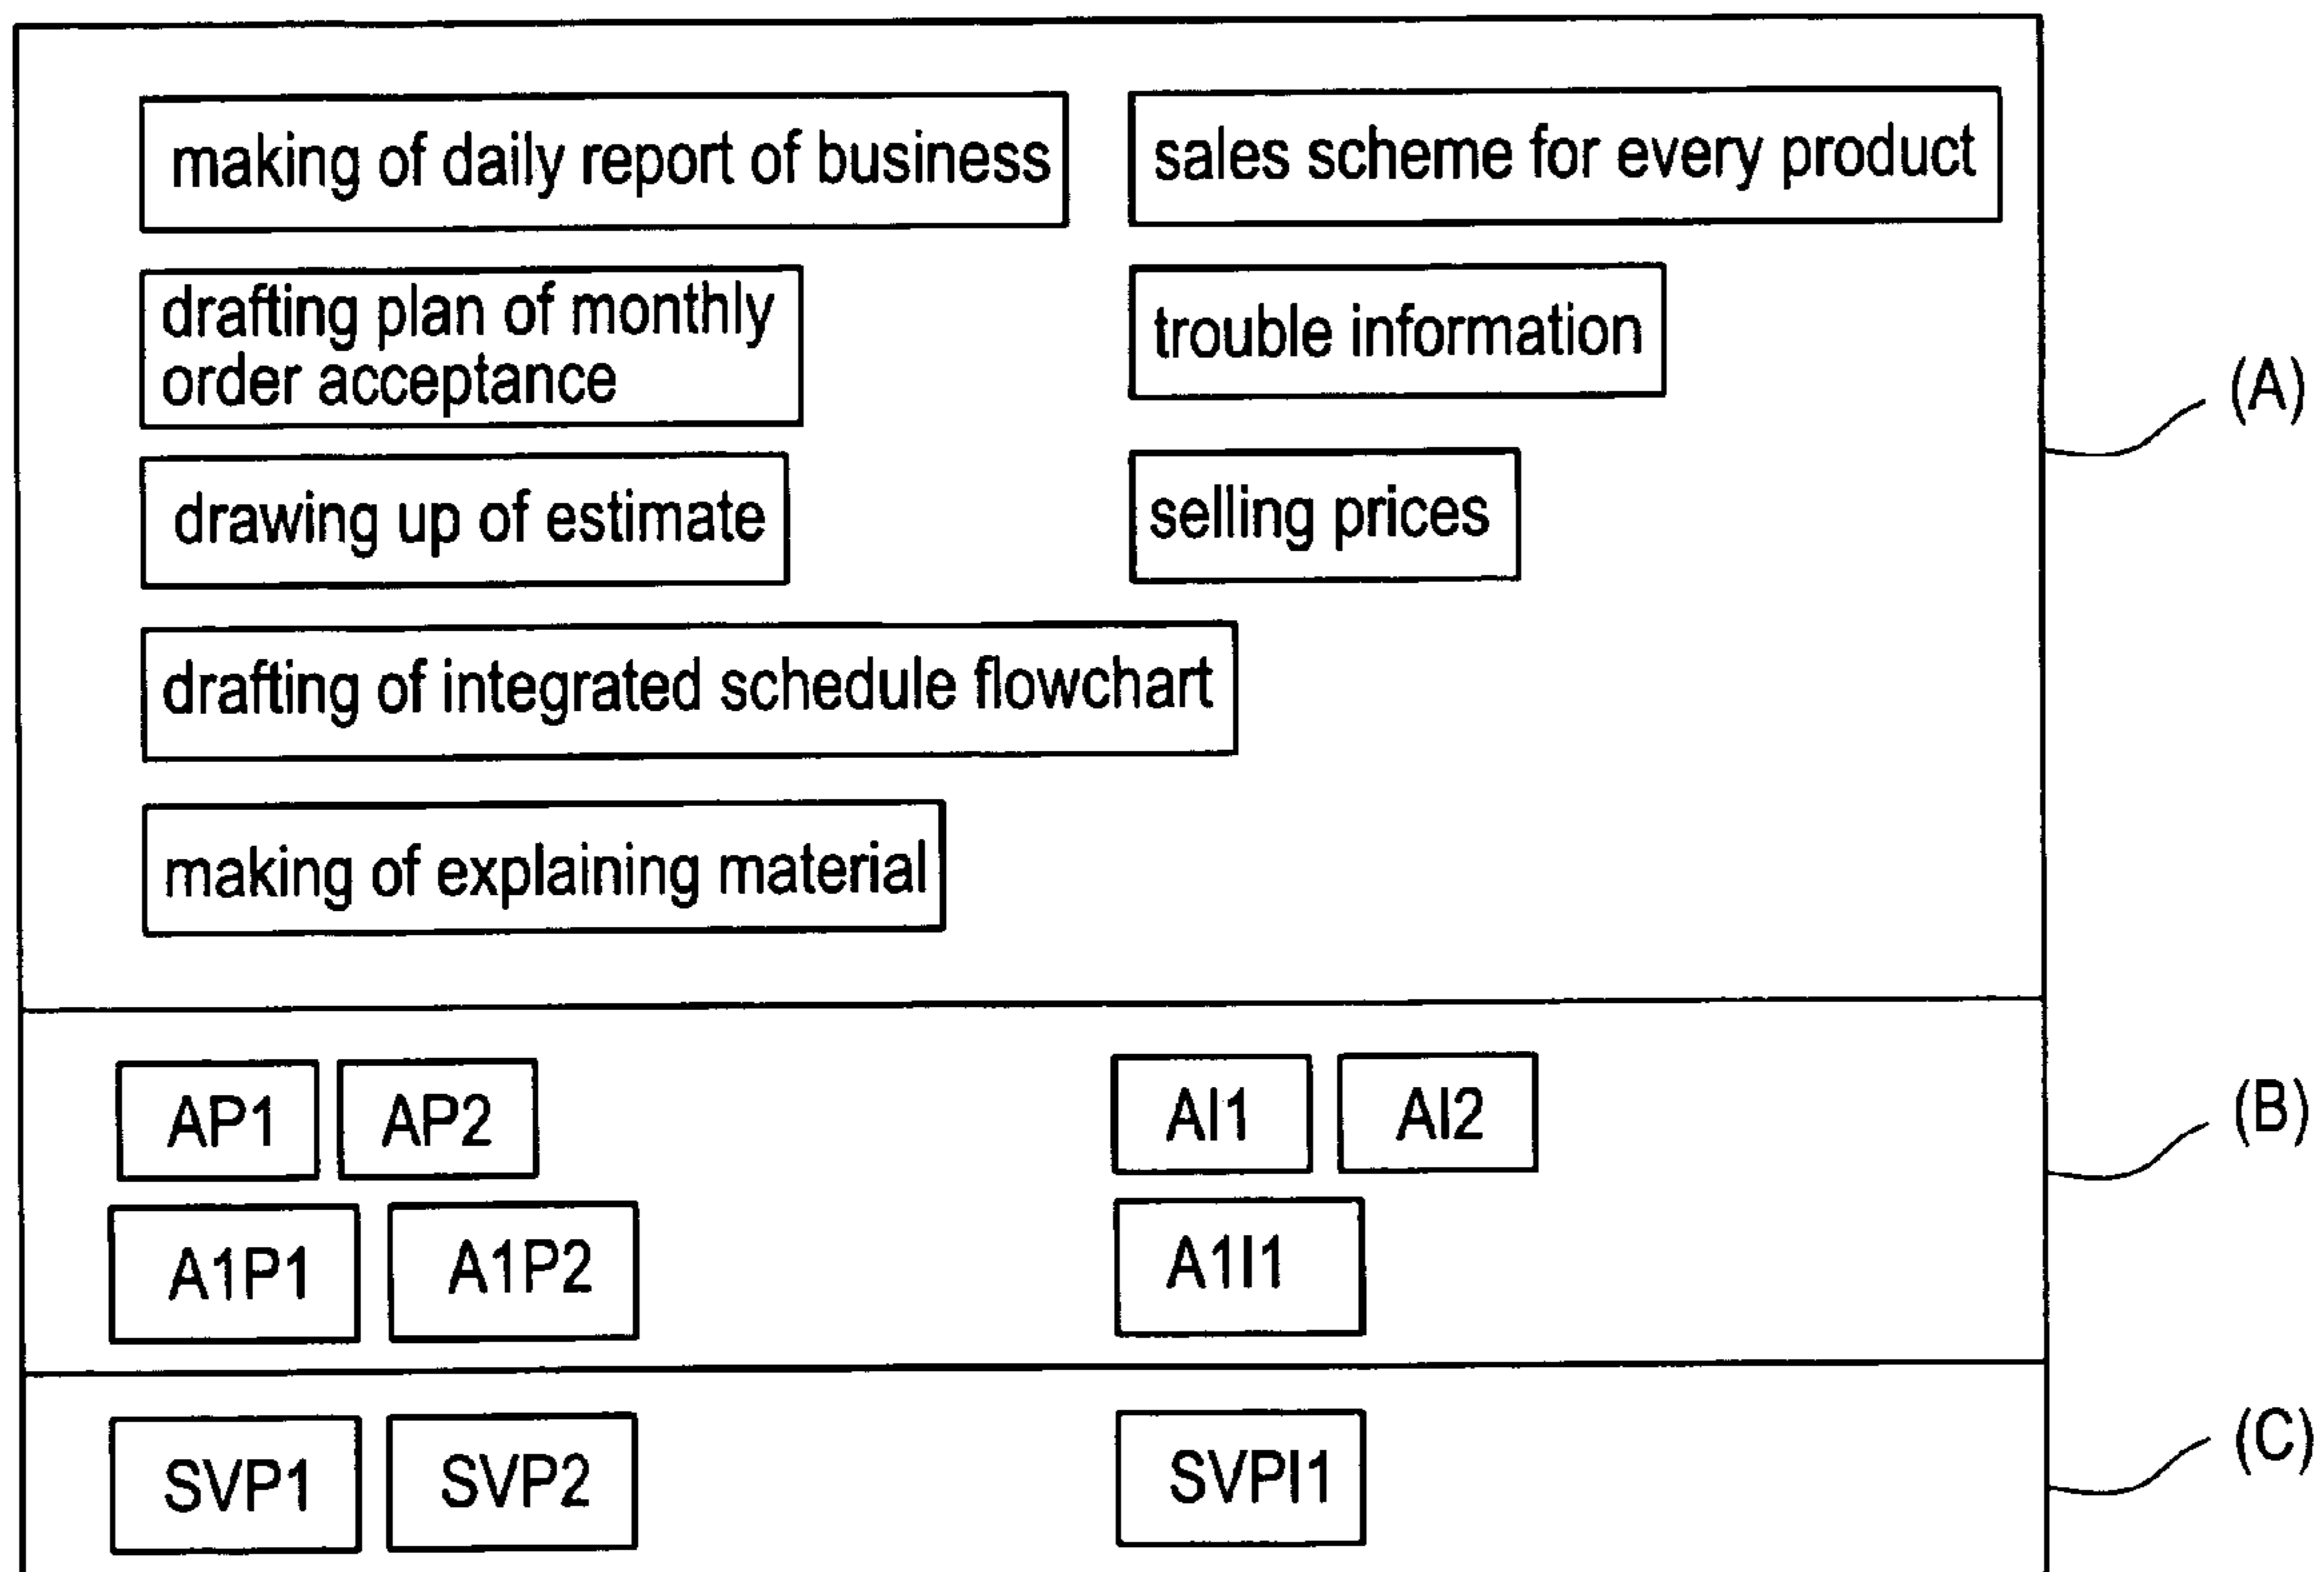 making of daily report of business
sales scheme for every product
drafting plan of monthly
order acceptance
trouble information
(A)
drawing up of estimate
selling prices
drafting of integrated schedule flowchart
making of explaining material
AP1
AP2
AI1
AI2
(B)
A1P1
A1P2
A1I1
SVP1
SVP2
SVPI1
(C)